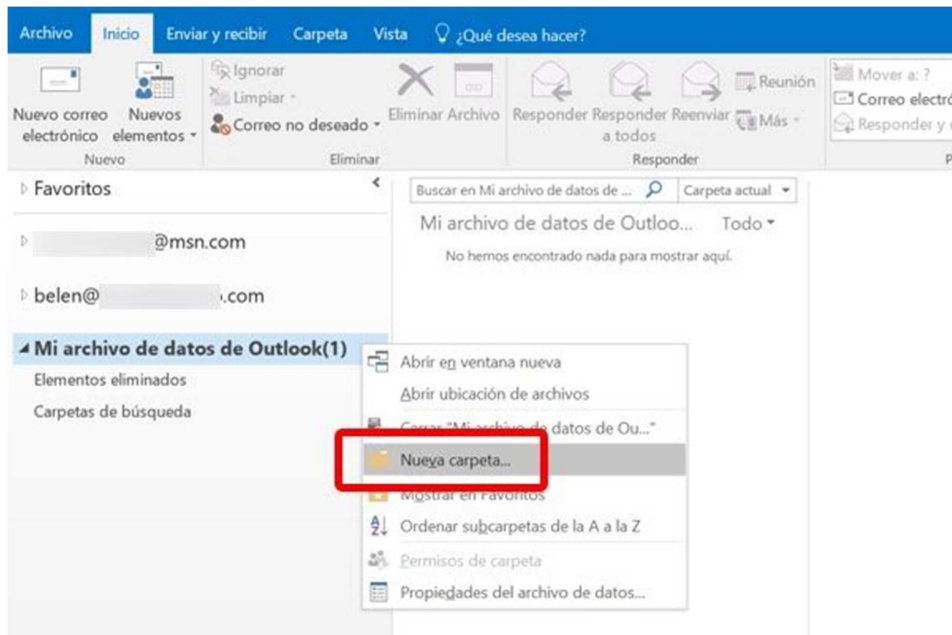 Archivo Inicio Enviar y recibir Carpeta Vista ¿Qué desea hacer?
Nuevo correo electrónico
Nuevos elementos
Nuevo
Ignorar
Limpiar
Correo no deseado
Eliminar Archivo
Eliminar
Responder
Responder a todos
Reenviar
Reunión
Más
Responder
Mover a: ?
Correo electró
Responder y
P
Favoritos
@msn.com
belen@ .com
Mi archivo de datos de Outlook(1)
Elementos eliminados
Carpetas de búsqueda
Buscar en Mi archivo de datos de ... Carpeta actual
Mi archivo de datos de Outloo... Todo
No hemos encontrado nada para mostrar aquí.
Abrir en ventana nueva
Abrir ubicación de archivos
Cerrar "Mi archivo de datos de Ou..."
Nueva carpeta...
Mostrar en Favoritos
Ordenar subcarpetas de la A a la Z
Permisos de carpeta
Propiedades del archivo de datos...